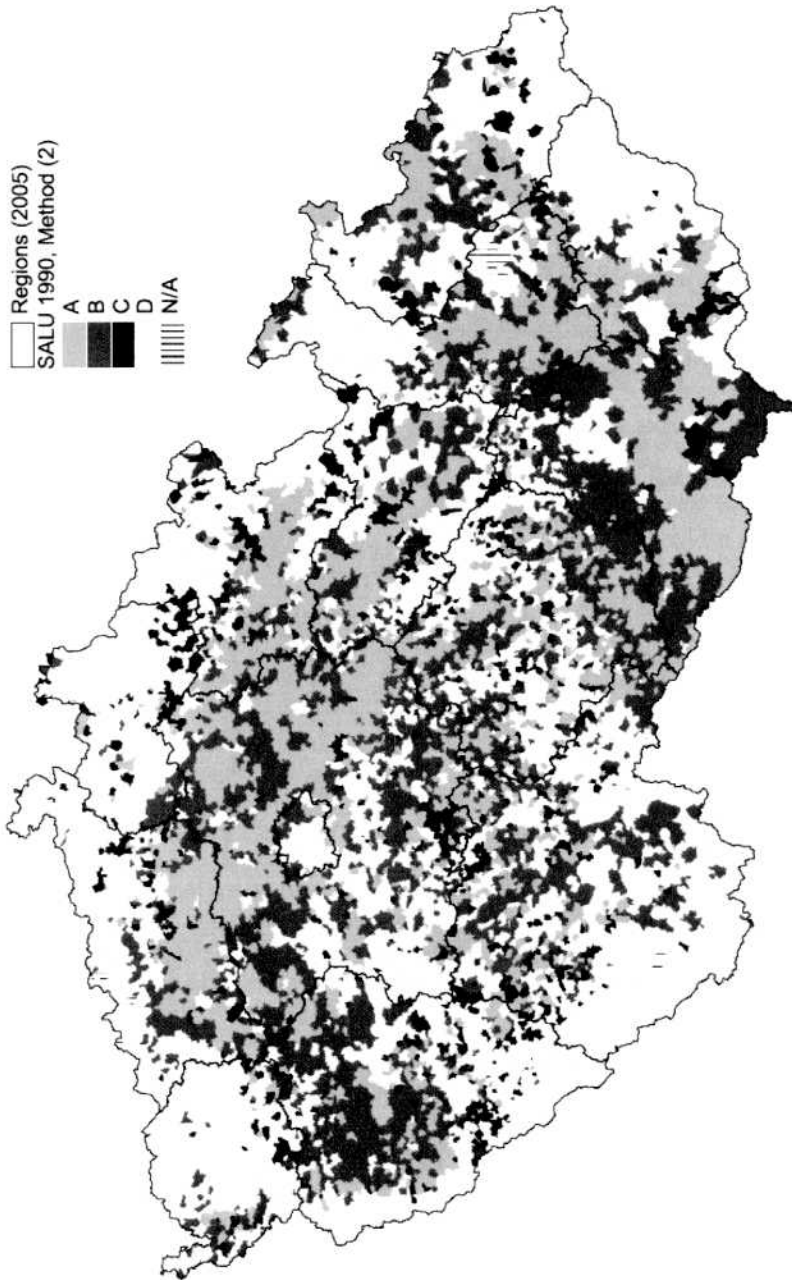 Regions (2005)
SALU 1990, Method (2)
A
B
C
D
N/A